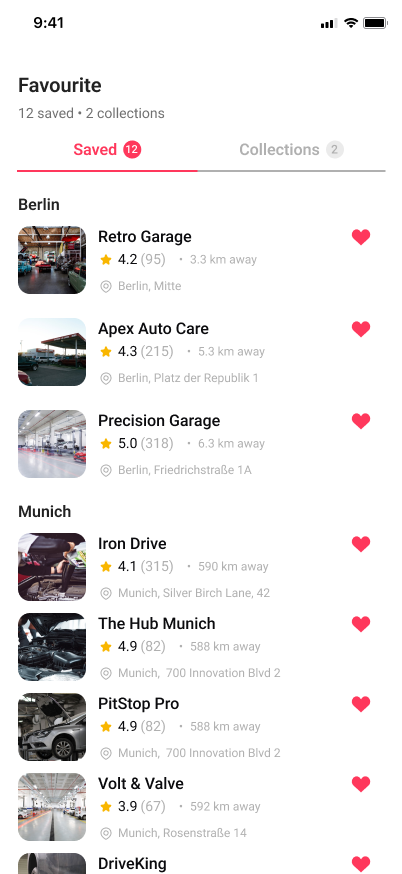 9:41
Favourite
12 saved • 2 collections
Saved 12
Collections 2
Berlin
Retro Garage
4.2 (95) • 3.3 km away
Berlin, Mitte
Apex Auto Care
4.3 (215) • 5.3 km away
Berlin, Platz der Republik 1
Precision Garage
5.0 (318) • 6.3 km away
Berlin, Friedrichstraße 1A
Munich
Iron Drive
4.1 (315) • 590 km away
Munich, Silver Birch Lane, 42
The Hub Munich
4.9 (82) • 588 km away
Munich, 700 Innovation Blvd 2
PitStop Pro
4.9 (82) • 588 km away
Munich, 700 Innovation Blvd 2
Volt & Valve
3.9 (67) • 592 km away
Munich, Rosenstraße 14
DriveKing